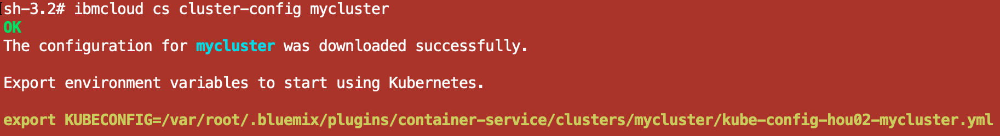 sh-3.2# ibmcloud cs cluster-config mycluster
OK
The configuration for mycluster was downloaded successfully.
Export environment variables to start using Kubernetes.
export KUBECONFIG=/var/root/.bluemix/plugins/container-service/clusters/mycluster/kube-config-hou02-mycluster.yml